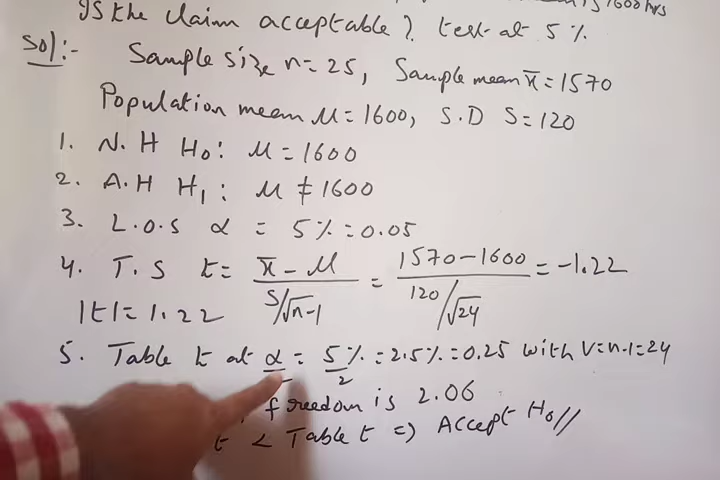 is 1600 hrs
Is the claim acceptable? test at 5%
Sol:- Sample size n=25, Sample mean x̄=1570
Population mean μ=1600, S.D S=120
1. N.H H₀: μ=1600
2. A.H H₁: μ≠1600
3. L.O.S α = 5%=0.05
4. T.S t= x̄-μ / S/√n-1 = 1570-1600 / 120/√24 = -1.22
|t|=1.22
5. Table t at α/2 = 5%/2 = 2.5%=0.25 with V=n-1=24
freedom is 2.06
t < Table t => Accept H₀//